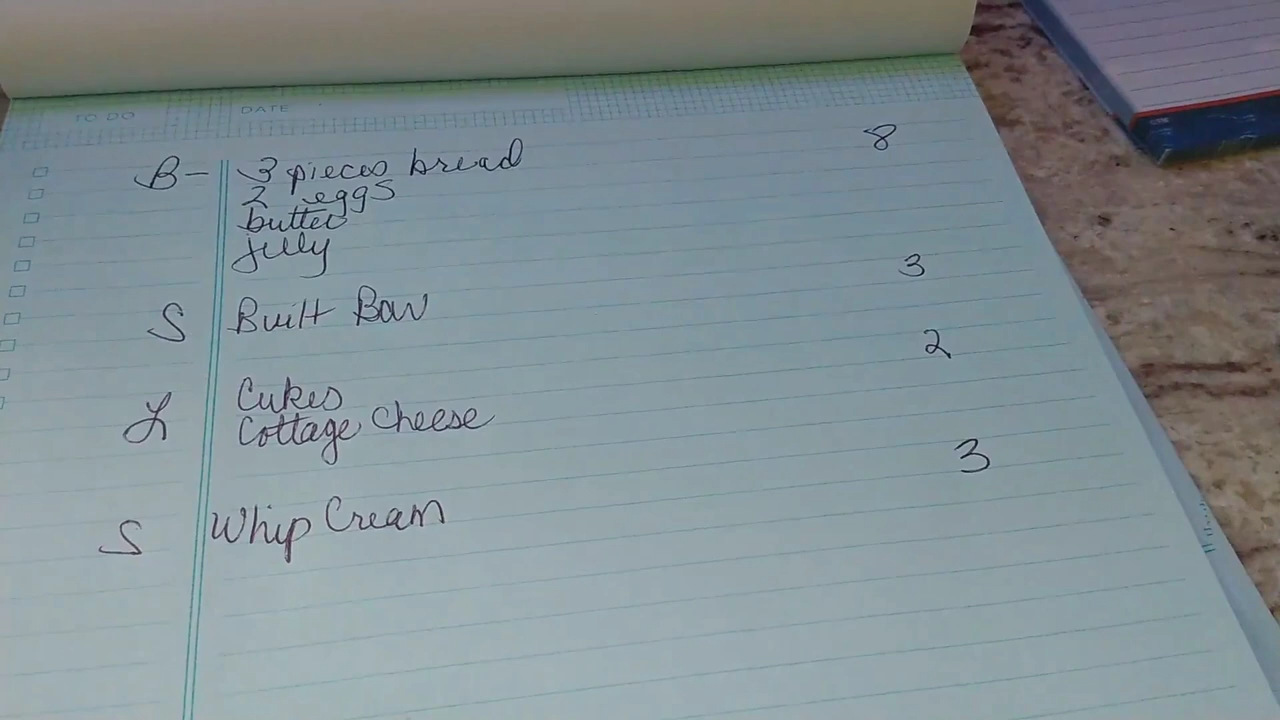 TO DO DATE
B- 3 pieces bread 8
2 eggs
butter
jelly
S Built Bar 3
L Cukes 2
Cottage Cheese
S Whip Cream 3